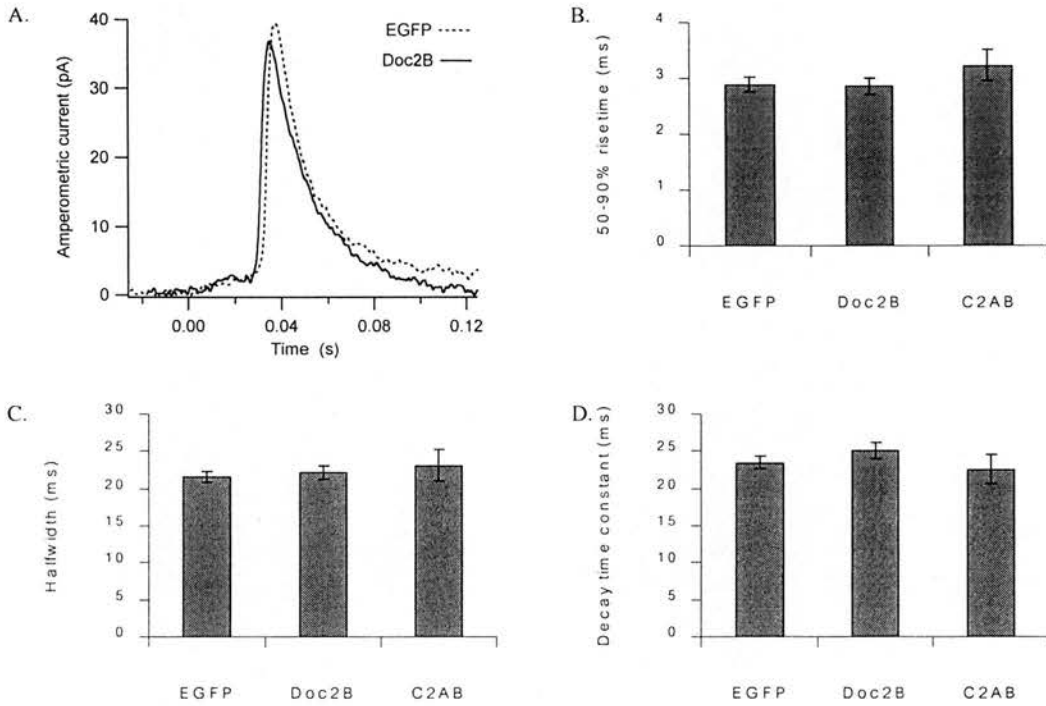 A.
Amperometric current (pA)
40
30
20
10
0
EGFP
Doc2B
0.00
0.04
0.08
0.12
Time (s)
B.
50-90% risetime (ms)
4
3
2
1
0
EGFP
Doc2B
C2AB
C.
Halfwidth (ms)
30
25
20
15
10
5
0
EGFP
Doc2B
C2AB
D.
Decay time constant (ms)
30
25
20
15
10
5
0
EGFP
Doc2B
C2AB